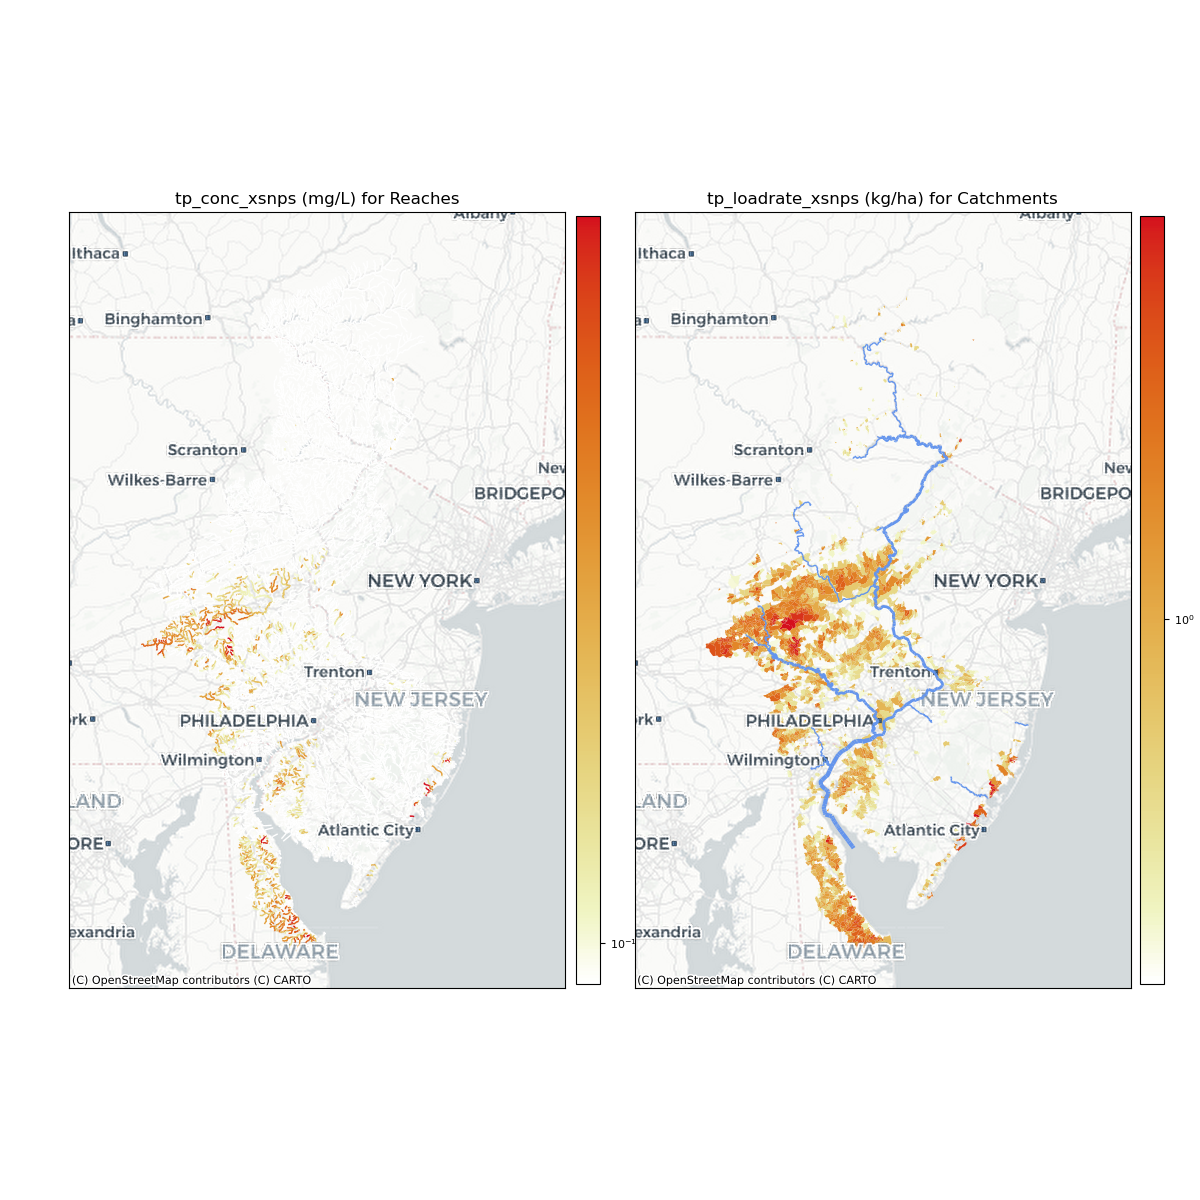 tp_conc_xsnps (mg/L) for Reaches
Albany
Ithaca
Binghamton
a
Scranton
Wilkes-Barre
New
BRIDGEPO
NEW YORK
Trenton
NEW JERSEY
rk
PHILADELPHIA
Wilmington
LAND
Atlantic City
ORE
exandria
DELAWARE
(C) OpenStreetMap contributors (C) CARTO
10⁻¹
tp_loadrate_xsnps (kg/ha) for Catchments
Albany
Ithaca
Binghamton
a
Scranton
Wilkes-Barre
New
BRIDGEPO
NEW YORK
Trenton
NEW JERSEY
rk
PHILADELPHIA
Wilmington
LAND
Atlantic City
ORE
exandria
DELAWARE
(C) OpenStreetMap contributors (C) CARTO
10⁰